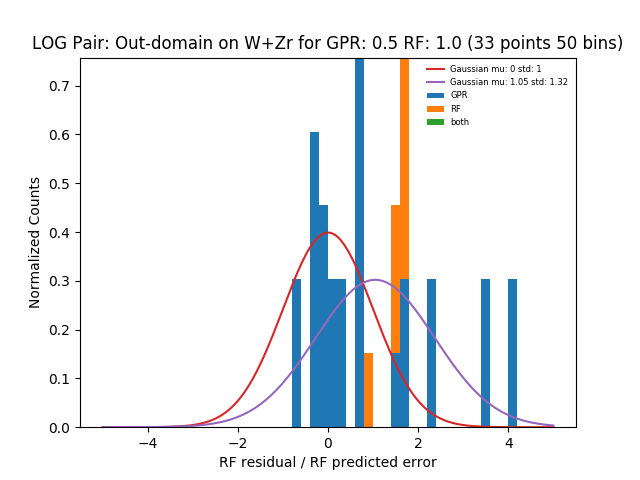 LOG Pair: Out-domain on W+Zr for GPR: 0.5 RF: 1.0 (33 points 50 bins)
Gaussian mu: 0 std: 1
Gaussian mu: 1.05 std: 1.32
GPR
RF
both
Normalized Counts
0.7
0.6
0.5
0.4
0.3
0.2
0.1
0.0
−4 −2 0 2 4
RF residual / RF predicted error